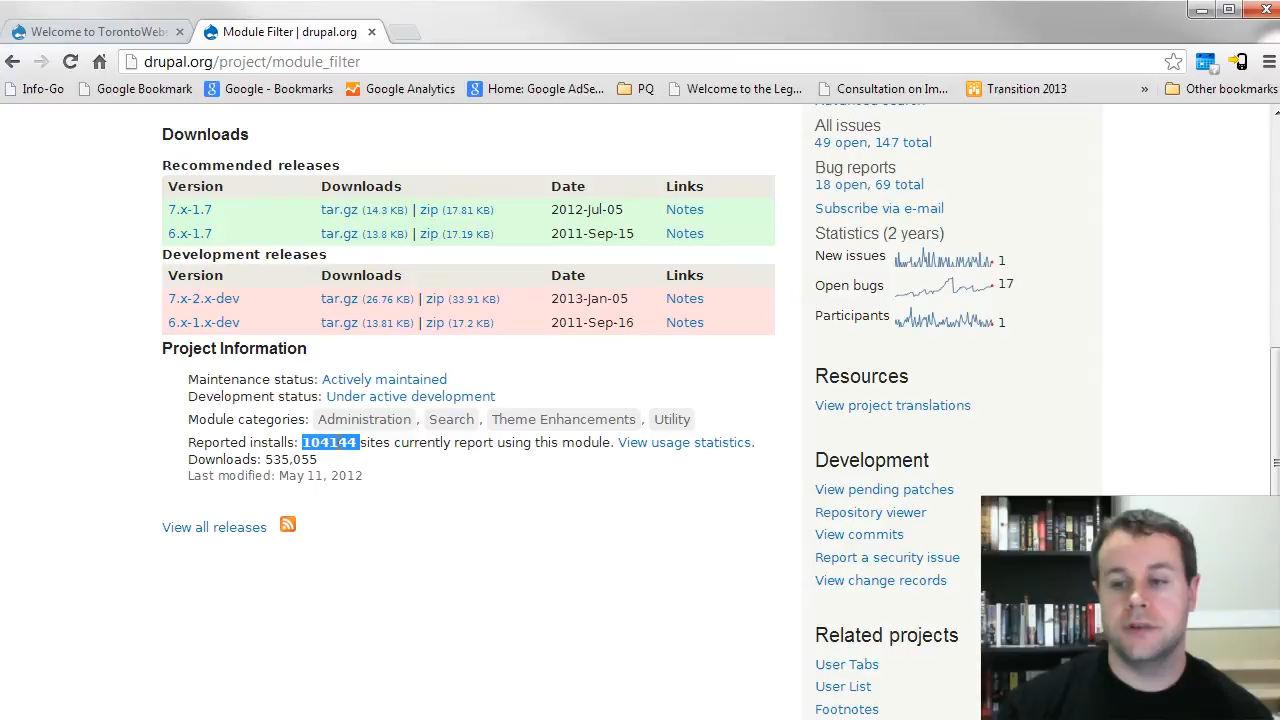 Welcome to TorontoWebs
Module Filter | drupal.org
drupal.org/project/module_filter
Info-Go Google Bookmark Google - Bookmarks Google Analytics Home: Google AdSe... PQ Welcome to the Leg... Consultation on Im... Transition 2013 » Other bookmarks
Advanced search
Downloads
Recommended releases
Version Downloads Date Links
7.x-1.7 tar.gz (14.3 KB) | zip (17.81 KB) 2012-Jul-05 Notes
6.x-1.7 tar.gz (13.8 KB) | zip (17.19 KB) 2011-Sep-15 Notes
Development releases
Version Downloads Date Links
7.x-2.x-dev tar.gz (26.76 KB) | zip (33.91 KB) 2013-Jan-05 Notes
6.x-1.x-dev tar.gz (13.81 KB) | zip (17.2 KB) 2011-Sep-16 Notes
Project Information
Maintenance status: Actively maintained
Development status: Under active development
Module categories: Administration , Search , Theme Enhancements , Utility
Reported installs: 104144 sites currently report using this module. View usage statistics.
Downloads: 535,055
Last modified: May 11, 2012
View all releases
All issues
49 open, 147 total
Bug reports
18 open, 69 total
Subscribe via e-mail
Statistics (2 years)
New issues 1
Open bugs 17
Participants 1
Resources
View project translations
Development
View pending patches
Repository viewer
View commits
Report a security issue
View change records
Related projects
User Tabs
User List
Footnotes